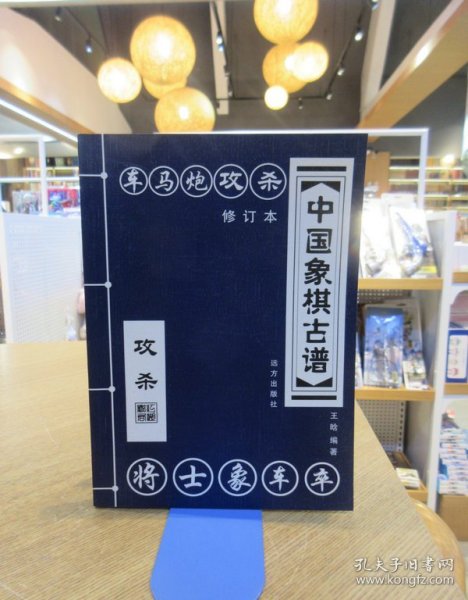 车马炮攻杀
修订本
中国象棋古谱
攻杀
远方出版社
王晗 编著
将士象车卒
孔夫子旧书网
www.kongfz.com